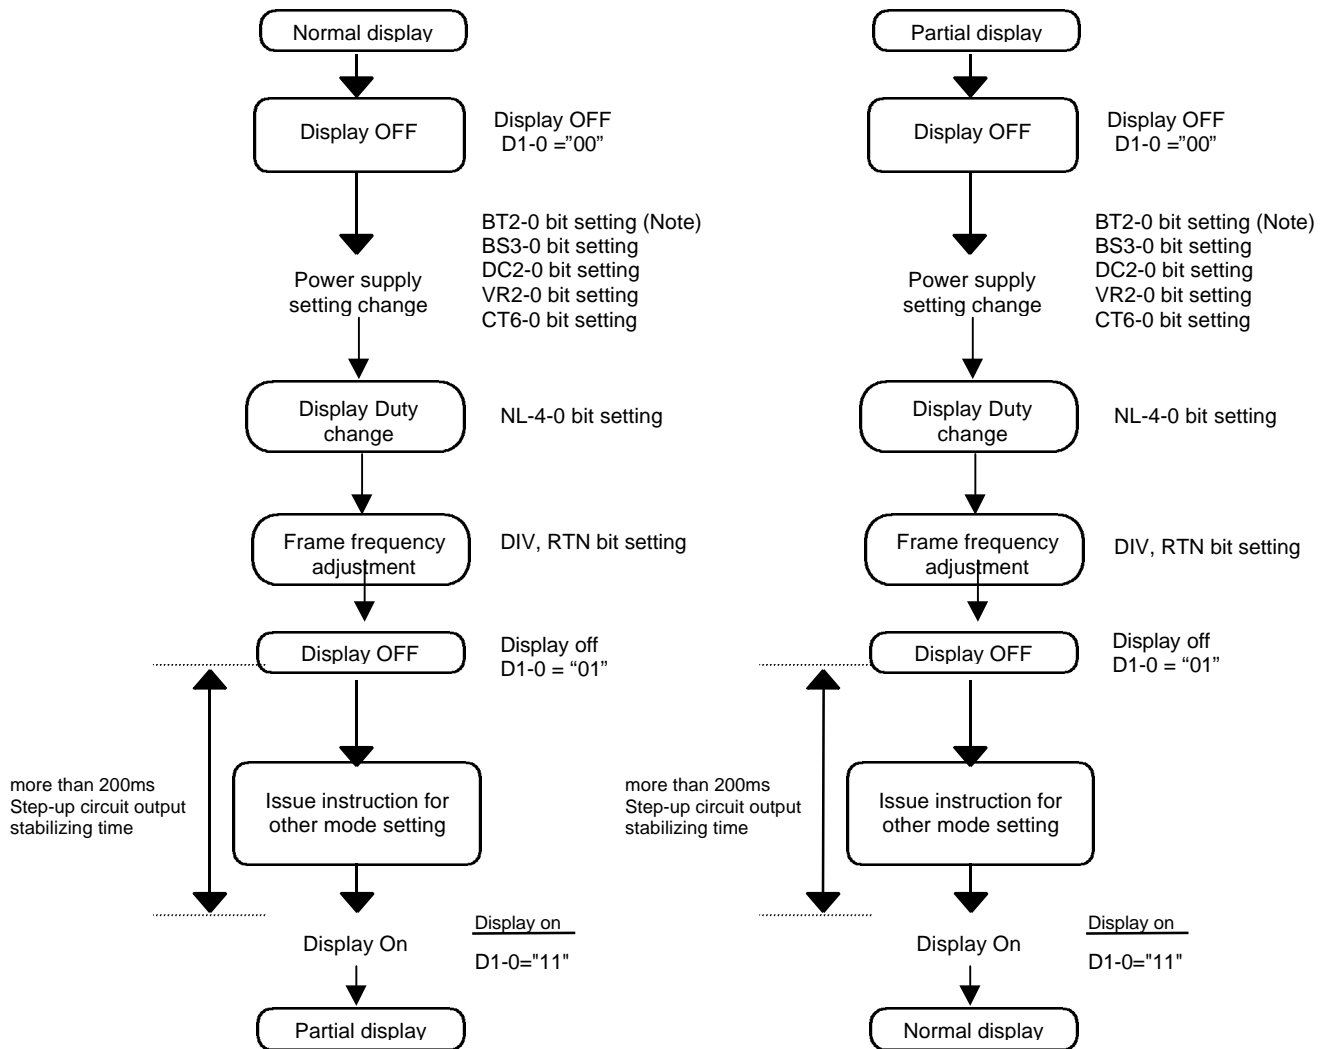 Normal display
Display OFF
Display OFF
D1-0 =”00”
BT2-0 bit setting (Note)
BS3-0 bit setting
DC2-0 bit setting
VR2-0 bit setting
CT6-0 bit setting
Power supply
setting change
Display Duty
change
NL-4-0 bit setting
Frame frequency
adjustment
DIV, RTN bit setting
Display OFF
Display off
D1-0 = “01”
more than 200ms
Step-up circuit output
stabilizing time
Issue instruction for
other mode setting
Display On
Display on
D1-0="11"
Partial display
Partial display
Display OFF
Display OFF
D1-0 =”00”
BT2-0 bit setting (Note)
BS3-0 bit setting
DC2-0 bit setting
VR2-0 bit setting
CT6-0 bit setting
Power supply
setting change
Display Duty
change
NL-4-0 bit setting
Frame frequency
adjustment
DIV, RTN bit setting
Display OFF
Display off
D1-0 = “01”
more than 200ms
Step-up circuit output
stabilizing time
Issue instruction for
other mode setting
Display On
Display on
D1-0="11"
Normal display